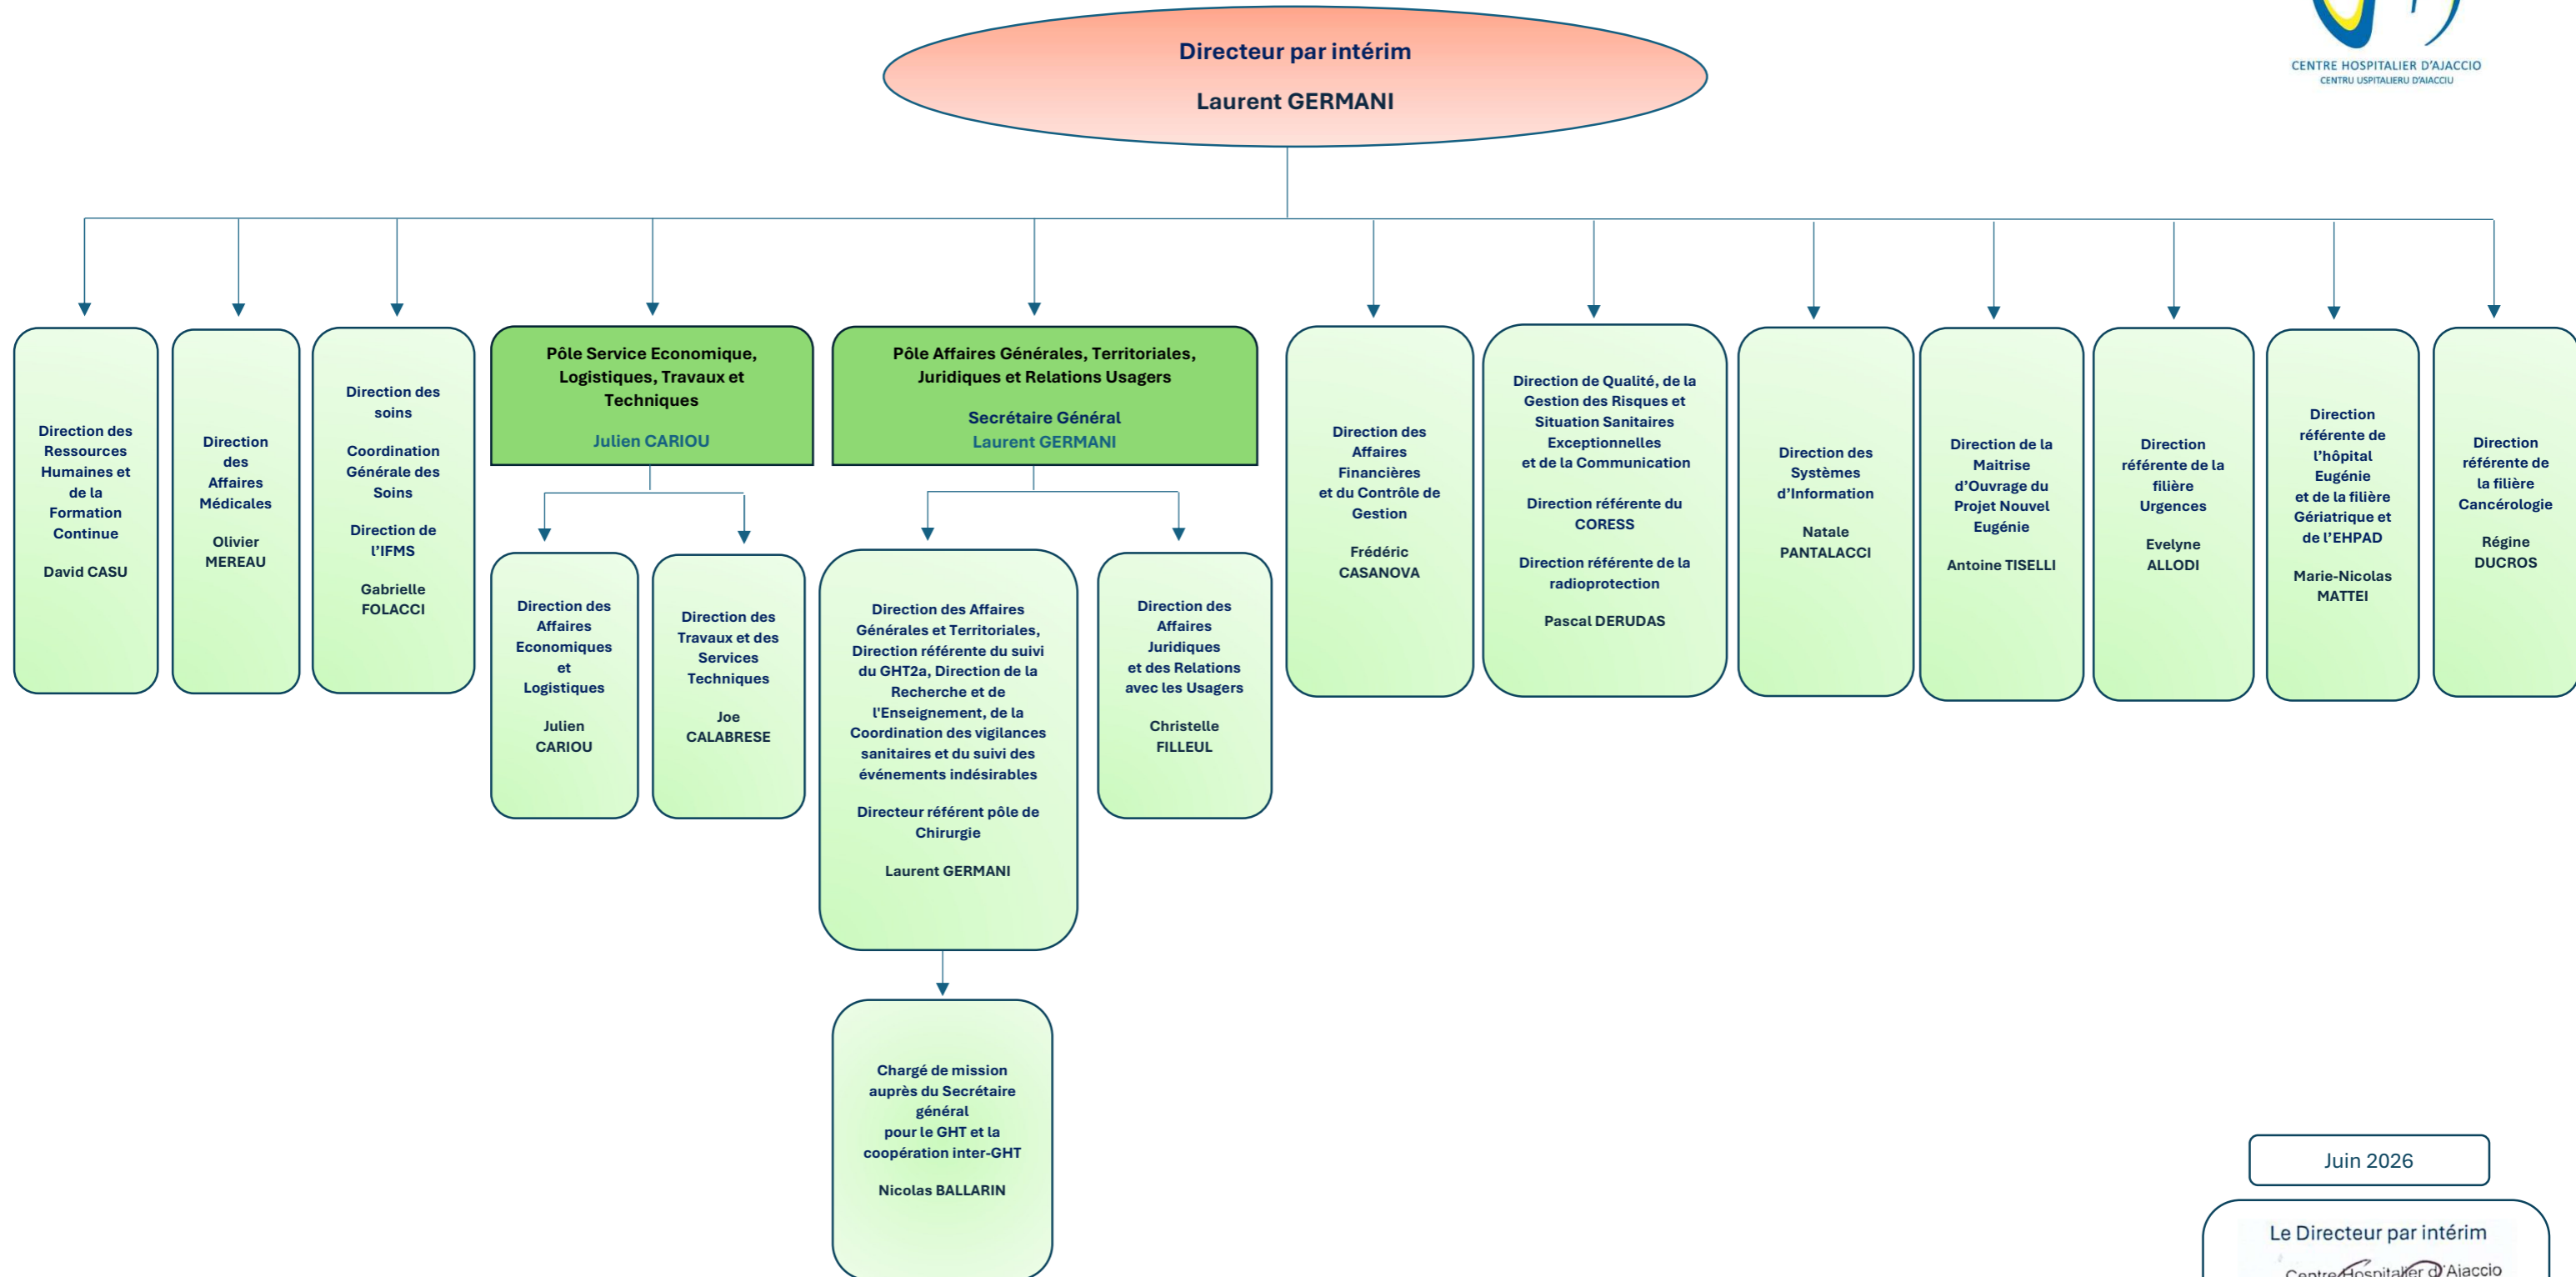 Directeur par intérim
Laurent GERMANI
CENTRE HOSPITALIER D'AJACCIO
CENTRU USPITALIERU D'AIACCIU
Direction des
Ressources
Humaines et
de la
Formation
Continue
David CASU
Direction
des
Affaires
Médicales
Olivier
MEREAU
Direction des
soins
Coordination
Générale des
Soins
Direction de
l’IFMS
Gabrielle
FOLACCI
Pôle Service Economique,
Logistiques, Travaux et
Techniques
Julien CARIOU
Direction des
Affaires
Economiques
et
Logistiques
Julien
CARIOU
Direction des
Travaux et des
Services
Techniques
Joe
CALABRESE
Pôle Affaires Générales, Territoriales,
Juridiques et Relations Usagers
Secrétaire Général
Laurent GERMANI
Direction des Affaires
Générales et Territoriales,
Direction référente du suivi
du GHT2a, Direction de la
Recherche et de
l'Enseignement, de la
Coordination des vigilances
sanitaires et du suivi des
événements indésirables
Directeur référent pôle de
Chirurgie
Laurent GERMANI
Chargé de mission
auprès du Secrétaire
général
pour le GHT et la
coopération inter-GHT
Nicolas BALLARIN
Direction des
Affaires
Juridiques
et des Relations
avec les Usagers
Christelle
FILLEUL
Direction des
Affaires
Financières
et du Contrôle de
Gestion
Frédéric
CASANOVA
Direction de Qualité, de la
Gestion des Risques et
Situation Sanitaires
Exceptionnelles
et de la Communication
Direction référente du
CORESS
Direction référente de la
radioprotection
Pascal DERUDAS
Direction des
Systèmes
d’Information
Natale
PANTALACCI
Direction de la
Maitrise
d’Ouvrage du
Projet Nouvel
Eugénie
Antoine TISELLI
Direction
référente de la
filière
Urgences
Evelyne
ALLODI
Direction
référente de
l’hôpital
Eugénie
et de la filière
Gériatrique et
de l’EHPAD
Marie-Nicolas
MATTEI
Direction
référente de
la filière
Cancérologie
Régine
DUCROS
Juin 2026
Le Directeur par intérim
Centre Hospitalier d'Ajaccio